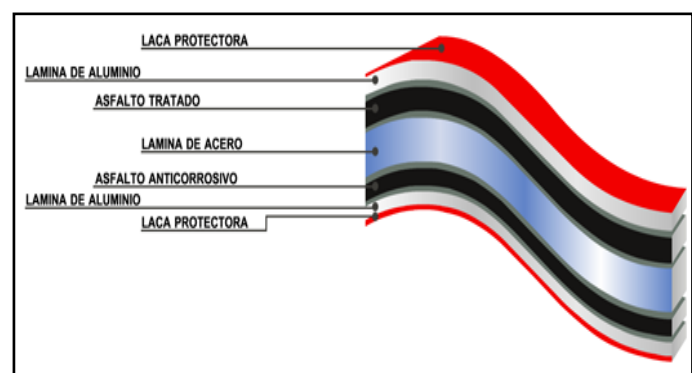 LACA PROTECTORA
LAMINA DE ALUMINIO
ASFALTO TRATADO
LAMINA DE ACERO
ASFALTO ANTICORROSIVO
LAMINA DE ALUMINIO
LACA PROTECTORA